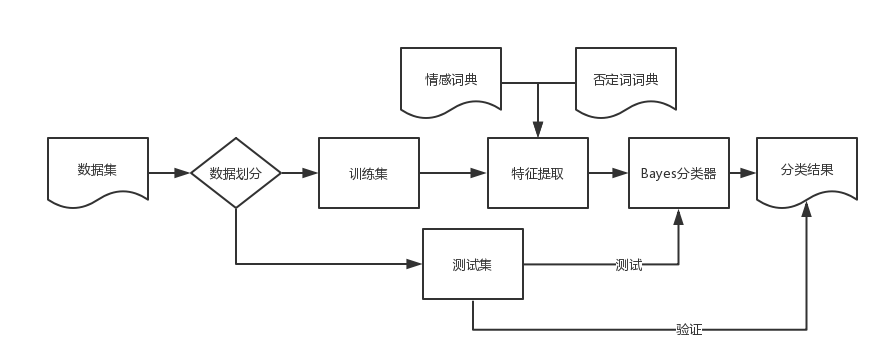 情感词典
否定词词典
数据集
数据划分
训练集
特征提取
Bayes分类器
分类结果
测试集
测试
验证